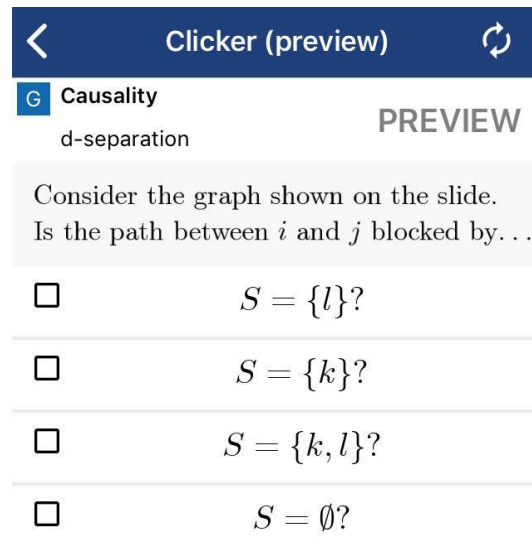 Clicker (preview)
G Causality
PREVIEW
d-separation
Consider the graph shown on the slide.
Is the path between i and j blocked by...
S = {l}?
S = {k}?
S = {k, l}?
S = ∅?